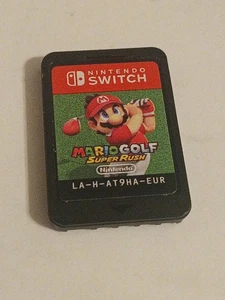 NINTENDO
SWITCH
MARIO GOLF
SUPER RUSH
Nintendo
LA-H-AT9HA-EUR